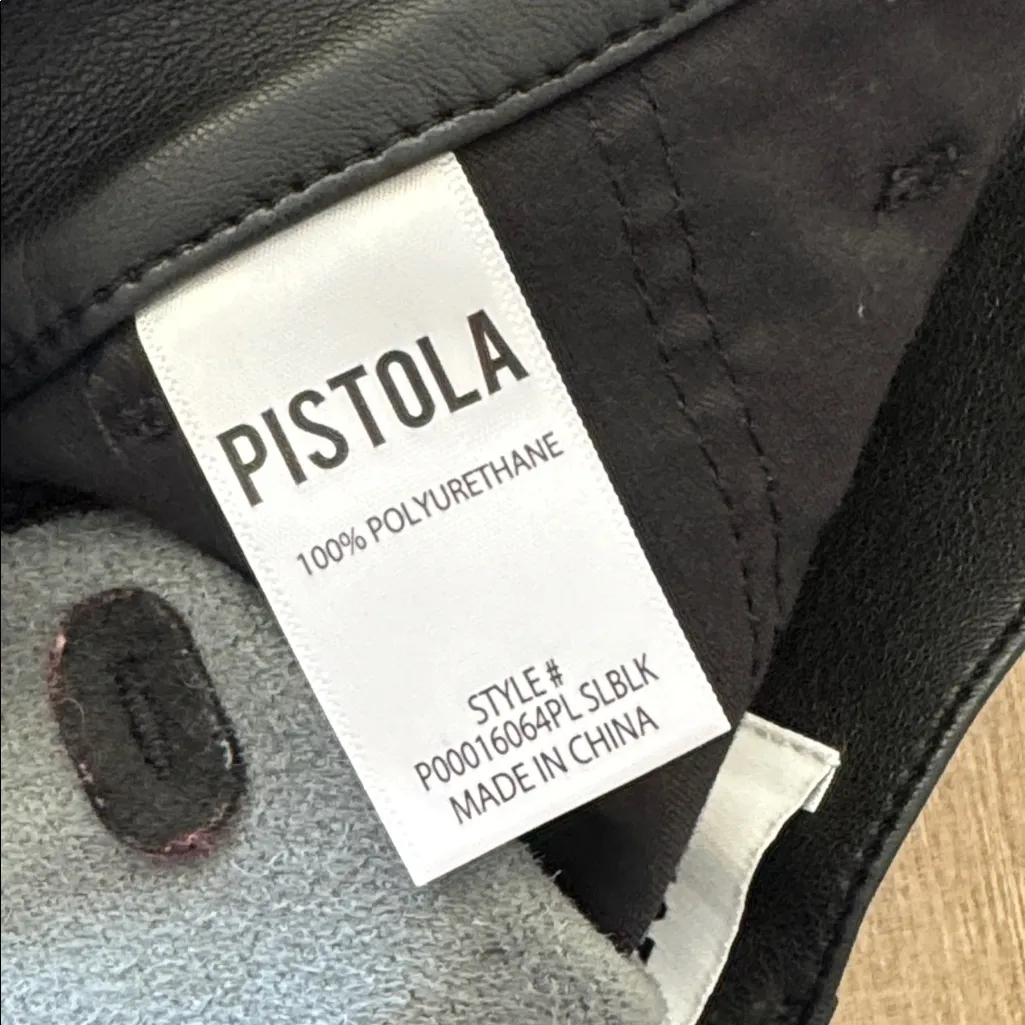 PISTOLA
100% POLYURETHANE
STYLE #
P00016064PL SLBLK
MADE IN CHINA